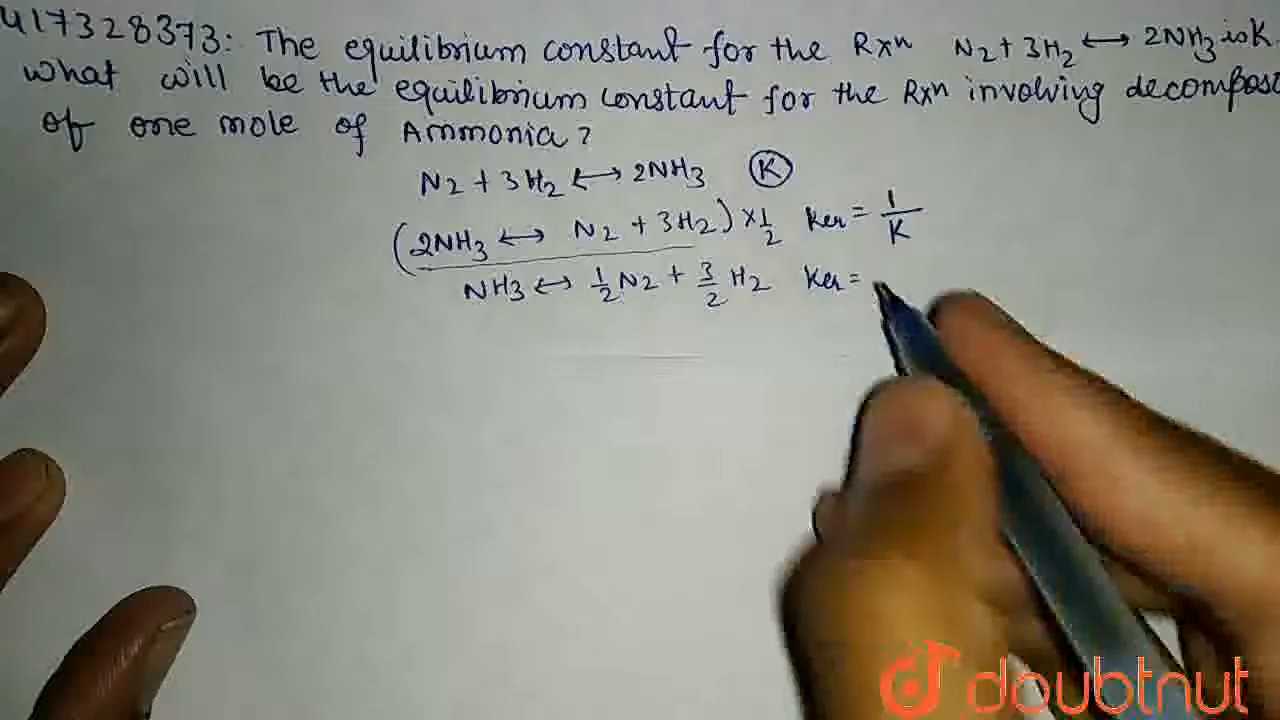 417328373: The equilibrium constant for the Rxn N2 + 3H2 ⟷ 2NH3 is K.
What will be the equilibrium constant for the Rxn involving decompost
of one mole of Ammonia?
N2 + 3H2 ⟷ 2NH3 K
(2NH3 ⟷ N2 + 3H2) × 1/2 Keq = 1/K
NH3 ⟷ 1/2 N2 + 3/2 H2 Keq =
doubtnut